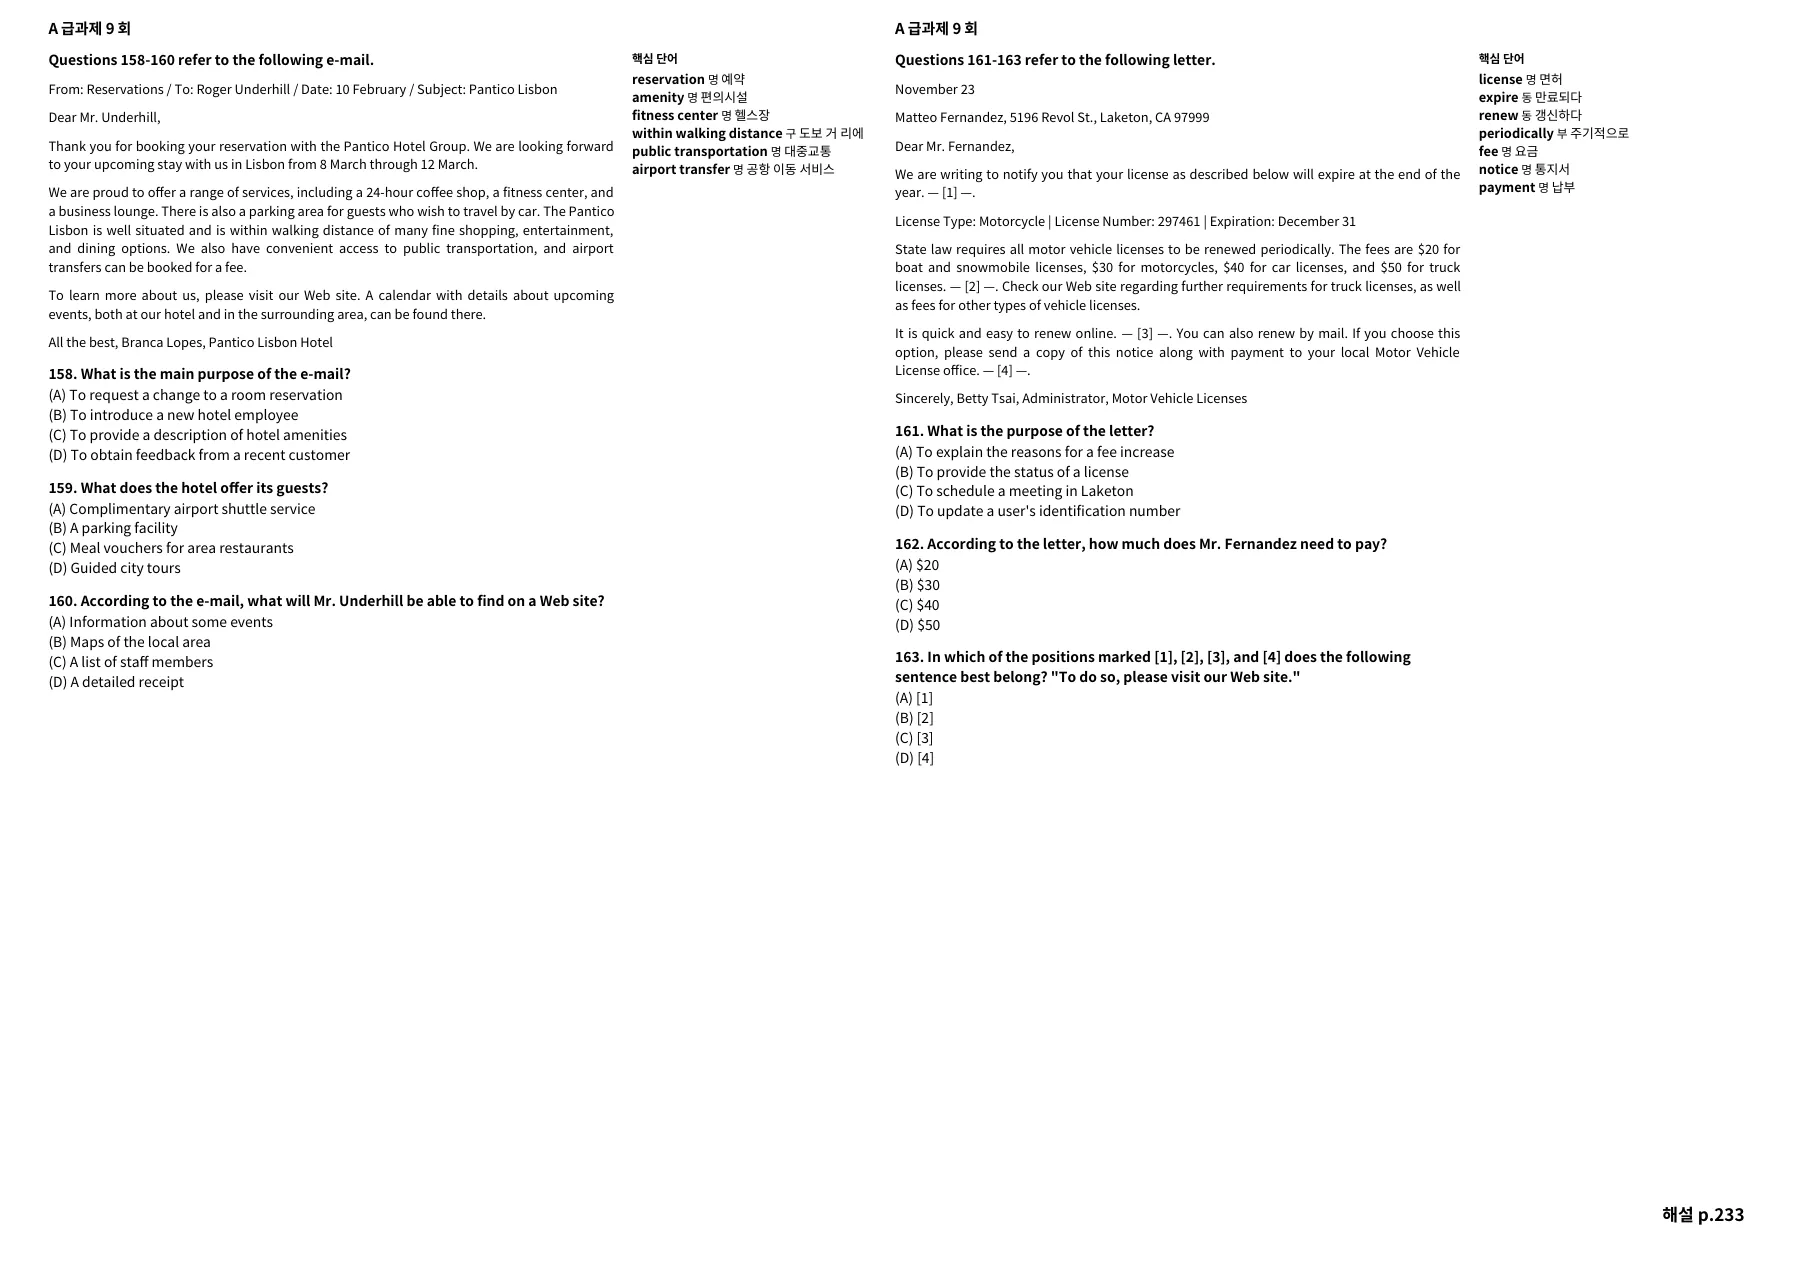 A 급과제 9 회
Questions 158-160 refer to the following e-mail.
From: Reservations / To: Roger Underhill / Date: 10 February / Subject: Pantico Lisbon
Dear Mr. Underhill,
Thank you for booking your reservation with the Pantico Hotel Group. We are looking forward
to your upcoming stay with us in Lisbon from 8 March through 12 March.
We are proud to offer a range of services, including a 24-hour coffee shop, a fitness center, and
a business lounge. There is also a parking area for guests who wish to travel by car. The Pantico
Lisbon is well situated and is within walking distance of many fine shopping, entertainment,
and dining options. We also have convenient access to public transportation, and airport
transfers can be booked for a fee.
To learn more about us, please visit our Web site. A calendar with details about upcoming
events, both at our hotel and in the surrounding area, can be found there.
All the best, Branca Lopes, Pantico Lisbon Hotel
158. What is the main purpose of the e-mail?
(A) To request a change to a room reservation
(B) To introduce a new hotel employee
(C) To provide a description of hotel amenities
(D) To obtain feedback from a recent customer
159. What does the hotel offer its guests?
(A) Complimentary airport shuttle service
(B) A parking facility
(C) Meal vouchers for area restaurants
(D) Guided city tours
160. According to the e-mail, what will Mr. Underhill be able to find on a Web site?
(A) Information about some events
(B) Maps of the local area
(C) A list of staff members
(D) A detailed receipt
핵심 단어
reservation 명 예약
amenity 명 편의시설
fitness center 명 헬스장
within walking distance 구 도보 거 리에
public transportation 명 대중교통
airport transfer 명 공항 이동 서비스
A 급과제 9 회
Questions 161-163 refer to the following letter.
November 23
Matteo Fernandez, 5196 Revol St., Laketon, CA 97999
Dear Mr. Fernandez,
We are writing to notify you that your license as described below will expire at the end of the
year. — [1] —.
License Type: Motorcycle | License Number: 297461 | Expiration: December 31
State law requires all motor vehicle licenses to be renewed periodically. The fees are $20 for
boat and snowmobile licenses, $30 for motorcycles, $40 for car licenses, and $50 for truck
licenses. — [2] —. Check our Web site regarding further requirements for truck licenses, as well
as fees for other types of vehicle licenses.
It is quick and easy to renew online. — [3] —. You can also renew by mail. If you choose this
option, please send a copy of this notice along with payment to your local Motor Vehicle
License office. — [4] —.
Sincerely, Betty Tsai, Administrator, Motor Vehicle Licenses
161. What is the purpose of the letter?
(A) To explain the reasons for a fee increase
(B) To provide the status of a license
(C) To schedule a meeting in Laketon
(D) To update a user's identification number
162. According to the letter, how much does Mr. Fernandez need to pay?
(A) $20
(B) $30
(C) $40
(D) $50
163. In which of the positions marked [1], [2], [3], and [4] does the following
sentence best belong? "To do so, please visit our Web site."
(A) [1]
(B) [2]
(C) [3]
(D) [4]
핵심 단어
license 명 면허
expire 동 만료되다
renew 동 갱신하다
periodically 부 주기적으로
fee 명 요금
notice 명 통지서
payment 명 납부
해설 p.233